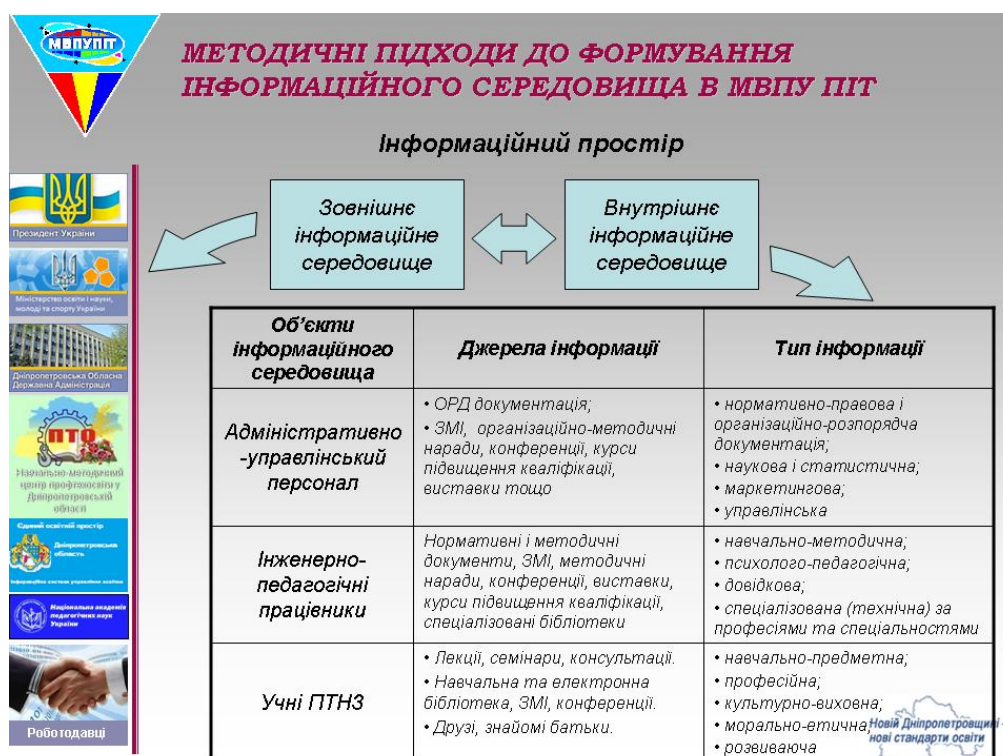 МВПУПІТ
МЕТОДИЧНІ ПІДХОДИ ДО ФОРМУВАННЯ
ІНФОРМАЦІЙНОГО СЕРЕДОВИЩА В МВПУ ПІТ
Інформаційний простір
Зовнішнє
інформаційне
середовище
Внутрішнє
інформаційне
середовище
Президент України
Міністерство освіти і науки,
молоді та спорту України
Дніпропетровська Обласна
Державна Адміністрація
ПТО
Навчально-методичний
центр профтехосвіти у
Дніпропетровській
області
Єдиний освітній простір
Дніпропетровська
область
Інформаційна система управління освітою
Національна академія
педагогічних наук
України
Роботодавці
Об’єкти
інформаційного
середовища
Джерела інформації
Тип інформації
Адміністративно
-управлінський
персонал
• ОРД документація;
• ЗМІ, організаційно-методичні
наради, конференції, курси
підвищення кваліфікації,
виставки тощо
• нормативно-правова і
організаційно-розпорядча
документація;
• наукова і статистична;
• маркетингова;
• управлінська
Інженерно-
педагогічні
працівники
Нормативні і методичні
документи, ЗМІ, методичні
наради, конференції, виставки,
курси підвищення кваліфікації,
спеціалізовані бібліотеки
• навчально-методична;
• психолого-педагогічна;
• довідкова;
• спеціалізована (технічна) за
професіями та спеціальностями
Учні ПТНЗ
• Лекції, семінари, консультації.
• Навчальна та електронна
бібліотека, ЗМІ, конференції.
• Друзі, знайомі батьки.
• навчально-предметна;
• професійна;
• культурно-виховна;
• морально-етична;
• розвиваюча
Новій Дніпропетровщині -
нові стандарти освіти